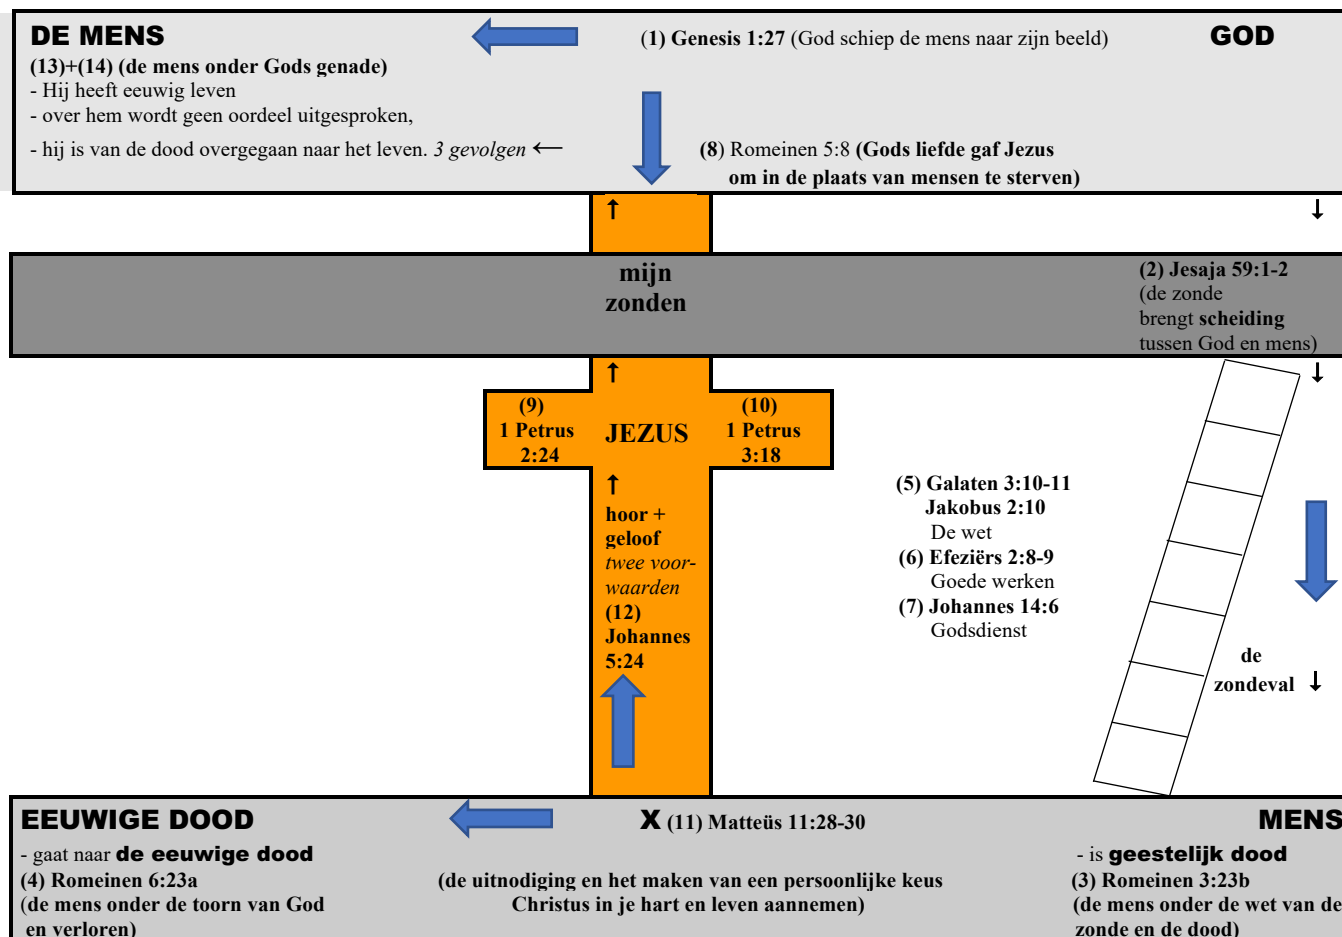 DE MENS
(1) Genesis 1:27 (God schiep de mens naar zijn beeld)
GOD
(13)+(14) (de mens onder Gods genade)
- Hij heeft eeuwig leven
- over hem wordt geen oordeel uitgesproken,
- hij is van de dood overgegaan naar het leven. 3 gevolgen ←
(8) Romeinen 5:8 (Gods liefde gaf Jezus
om in de plaats van mensen te sterven)
↑
↓
mijn
zonden
(2) Jesaja 59:1-2
(de zonde
brengt scheiding
tussen God en mens)
↑
↓
(9)
1 Petrus
2:24
JEZUS
(10)
1 Petrus
3:18
↑
hoor +
geloof
twee voor-
waarden
(12)
Johannes
5:24
(5) Galaten 3:10-11
Jakobus 2:10
De wet
(6) Efeziërs 2:8-9
Goede werken
(7) Johannes 14:6
Godsdienst
de
zondeval ↓
EEUWIGE DOOD
X (11) Matteüs 11:28-30
MENS
- gaat naar de eeuwige dood
(4) Romeinen 6:23a
(de mens onder de toorn van God
en verloren)
(de uitnodiging en het maken van een persoonlijke keus
Christus in je hart en leven aannemen)
- is geestelijk dood
(3) Romeinen 3:23b
(de mens onder de wet van de
zonde en de dood)